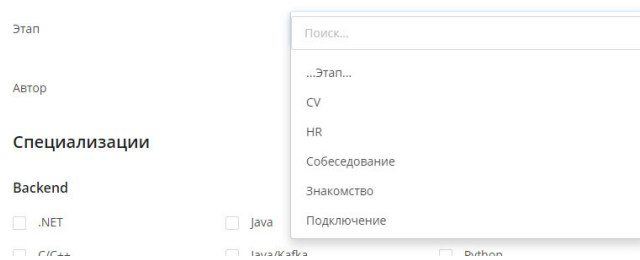 Этап
Поиск...
...Этап...
Автор
CV
HR
Специализации
Собеседование
Backend
Знакомство
.NET
Java
Подключение
C/C++
Java/Kafka
Python